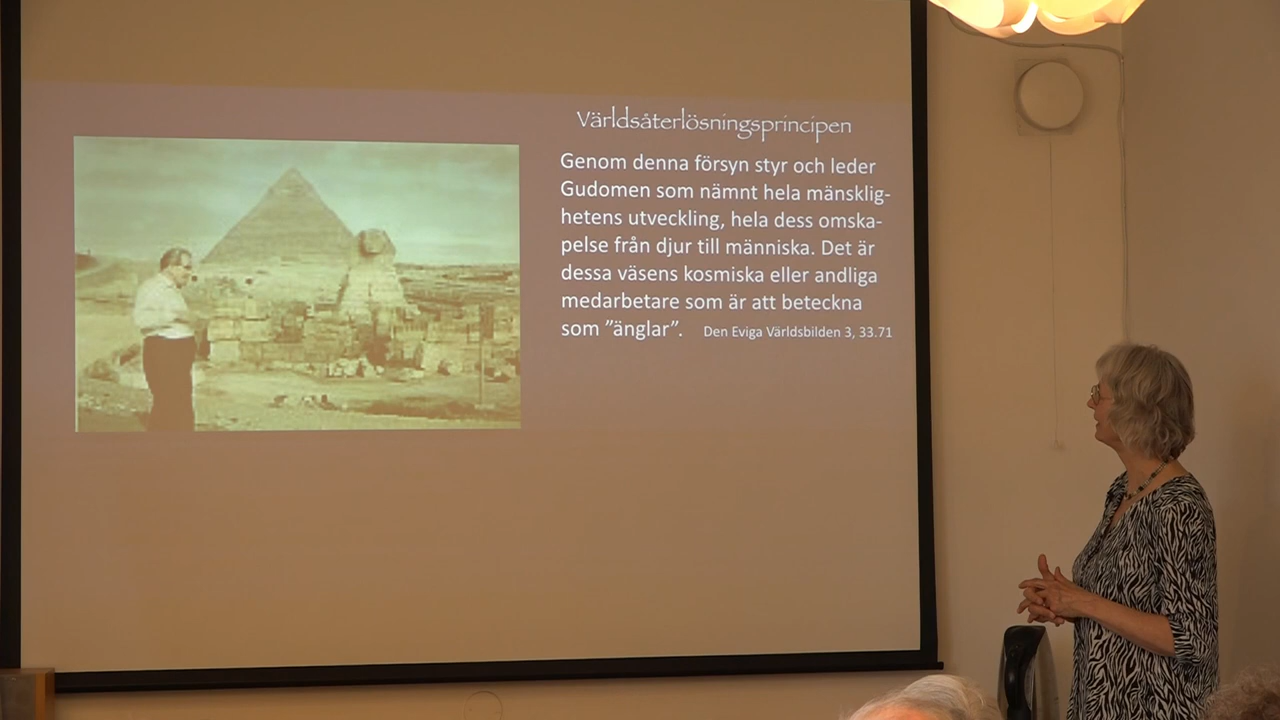 Världsåterlösningsprincipen
Genom denna försyn styr och leder
Gudomen som nämnt hela mänsklig-
hetens utveckling, hela dess omska-
pelse från djur till människa. Det är
dessa väsens kosmiska eller andliga
medarbetare som är att beteckna
som ”änglar”. Den Eviga Världsbilden 3, 33.71